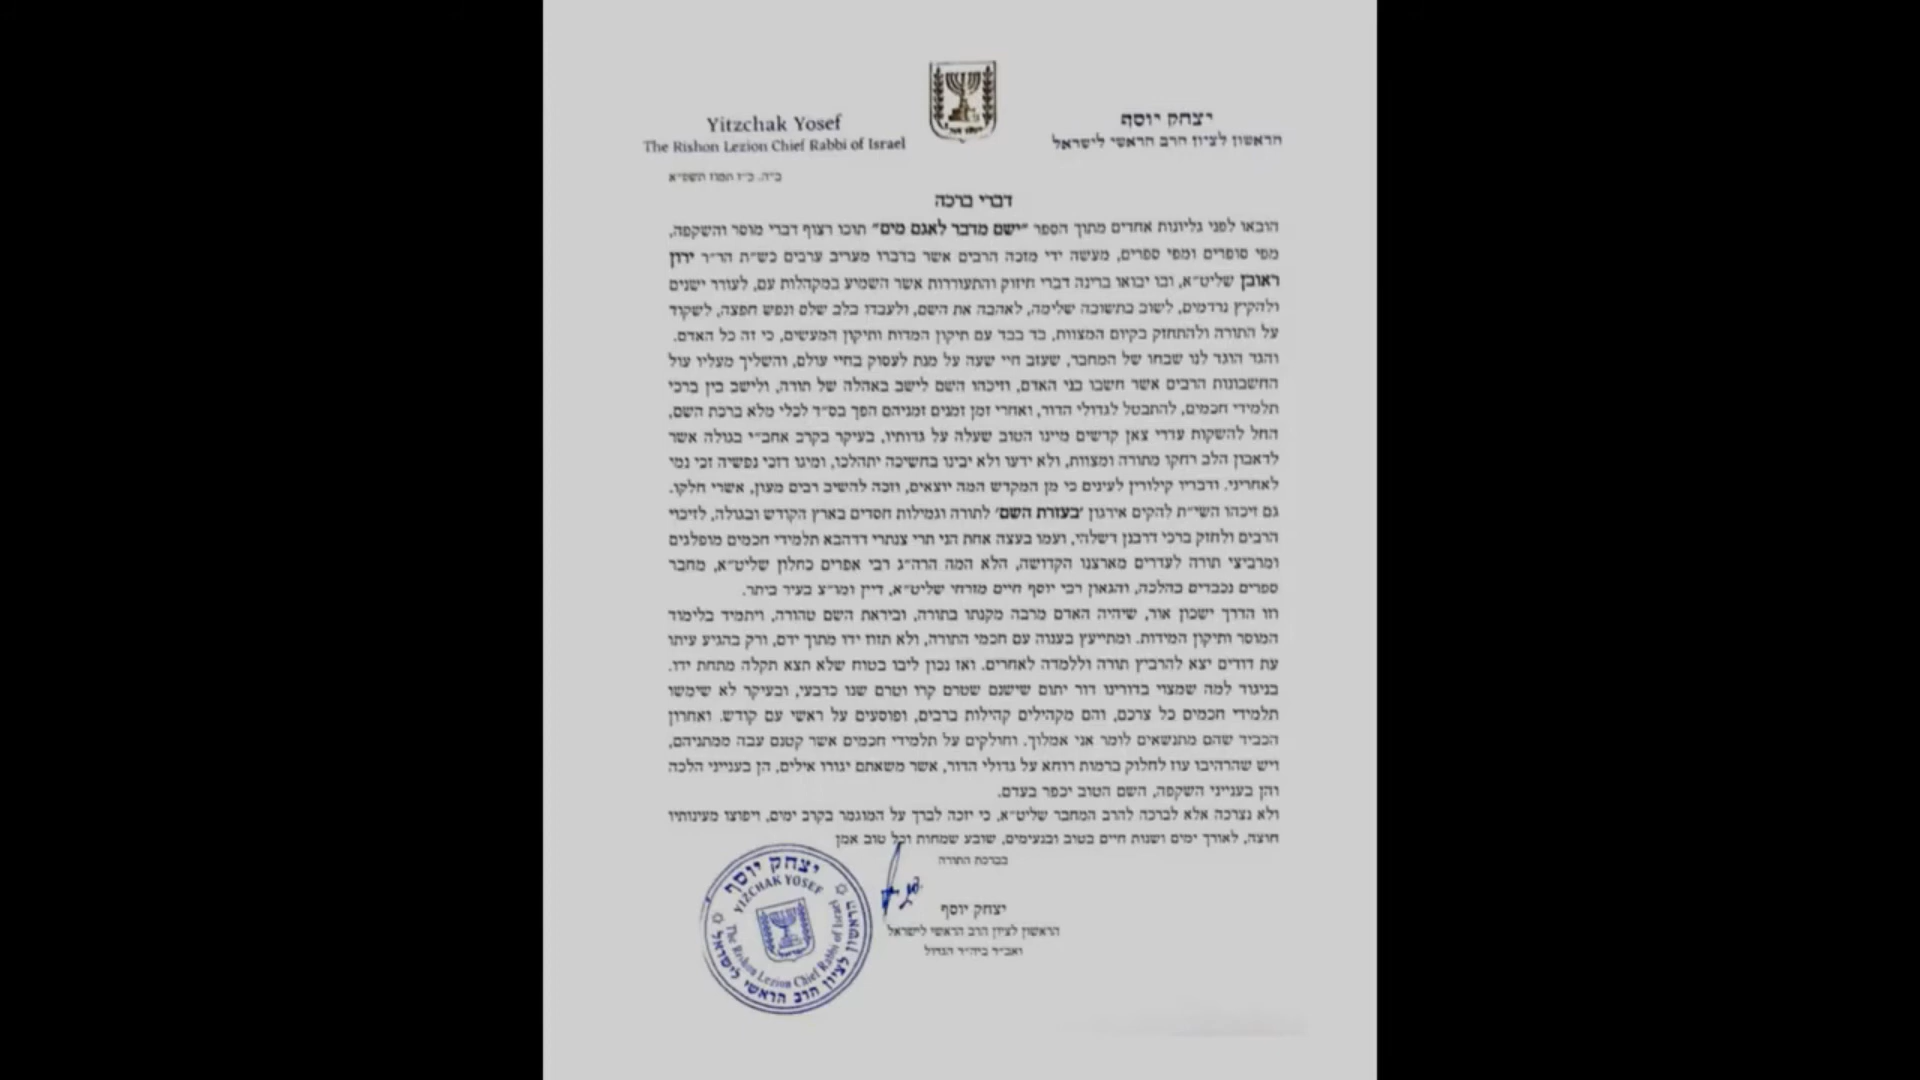 יצחק יוסף
הראשון לציון הרב הראשי לישראל
Yitzchak Yosef
The Rishon Lezion Chief Rabbi of Israel
ב״ה. כ״ז תמוז תשפ״א
דברי ברכה
הובאו לפני גליונות אחדים מתוך הספר "ישם מדבר לאגם מים" תוכו רצוף דברי מוסר והשקפה,
מפי סופרים ומפי ספרים, מעשה ידי מזכה הרבים אשר בדברו מעריב ערבים כש״ת הר״ר ירון
ראובן שליט״א, ובו יבואו ברינה דברי חיזוק והתעוררות אשר השמיע במקהלות עם, לעורר ישנים
ולהקיץ נרדמים, לשוב בתשובה שלימה, לאהבה את השם, ולעבדו בלב שלם ונפש חפצה, לשקוד
על התורה ולהתחזק בקיום המצוות, בד בבד עם תיקון המדות ותיקון המעשים, כי זה כל האדם.
והגד הוגד לנו שבחו של המחבר, שעזב חיי שעה על מנת לעסוק בחיי עולם, והשליך מעליו עול
החשבונות הרבים אשר חשבו בני האדם, וזיכהו השם לישב באהלה של תורה, ולישב בין ברכי
תלמידי חכמים, להתבטל לגדולי הדור, ואחרי זמן זמנים זמניהם הפך בס״ד לכלי מלא ברכת השם,
החל להשקות עדרי צאן קדשים מיינו הטוב שעלה על גדותיו, בעיקר בקרב אחב״י בגולה אשר
לדאבון הלב רחקו מתורה ומצוות, ולא ידעו ולא יבינו בחשיכה יתהלכו, ומיגו דזכי נפשיה זכי נמי
לאחריני. ודבריו קילורין לעינים כי מן המקדש המה יוצאים, וזכה להשיב רבים מעון, אשרי חלקו.
גם זיכהו השי״ת להקים אירגון 'בעזרת השם' לתורה וגמילות חסדים בארץ הקודש ובגולה, לזיכוי
הרבים ולחזק ברכי דרבנן דשלהי, ועמו בעצה אחת הני תרי צנתרי דדהבא תלמידי חכמים מופלגים
ומרביצי תורה לעדרים מארצנו הקדושה, הלא המה הרה״ג רבי אפרים כחלון שליט״א, מחבר
ספרים נכבדים בהלכה, והגאון רבי יוסף חיים מזרחי שליט״א, דיין ומו״צ בעיר ביתר.
וזו הדרך ישכון אור, שיהיה האדם מרבה מקנתו בתורה, וביראת השם טהורה, ויתמיד בלימוד
המוסר ותיקון המידות. ומתייעץ בענוה עם חכמי התורה, ולא תזוז ידו מתוך ידם, ורק בהגיע עיתו
עת דודים יצא להרביץ תורה וללמדה לאחרים. ואז נכון ליבו בטוח שלא תצא תקלה מתחת ידו.
בניגוד למה שמצוי בדורינו דור יתום שישנם שטרם קרו וטרם שנו כדבעי, ובעיקר לא שימשו
תלמידי חכמים כל צרכם, והם מקהילים קהילות ברבים, ופוסעים על ראשי עם קודש. ואחרון
הכביד שהם מתנשאים לומר אני אמלוך. וחולקים על תלמידי חכמים אשר קטנם עבה ממתניהם,
ויש שהרהיבו עוז לחלוק ברמות רוחא על גדולי הדור, אשר משאתם יגורו אילים, הן בענייני הלכה
והן בענייני השקפה, השם הטוב יכפר בעדם.
ולא נצרכה אלא לברכה להרב המחבר שליט״א, כי יזכה לברך על המוגמר בקרב ימים, ויפוצו מעינותיו
חוצה, לאורך ימים ושנות חיים בטוב ובנעימים, שובע שמחות וכל טוב אמן
בברכת התורה
יצחק יוסף
הראשון לציון הרב הראשי לישראל
ואב״ד ביה״ד הגדול
יצחק יוסף
YIZCHAK YOSEF
The Rishon Lezion Chief Rabbi of Israel
הראשון לציון הרב הראשי לישראל